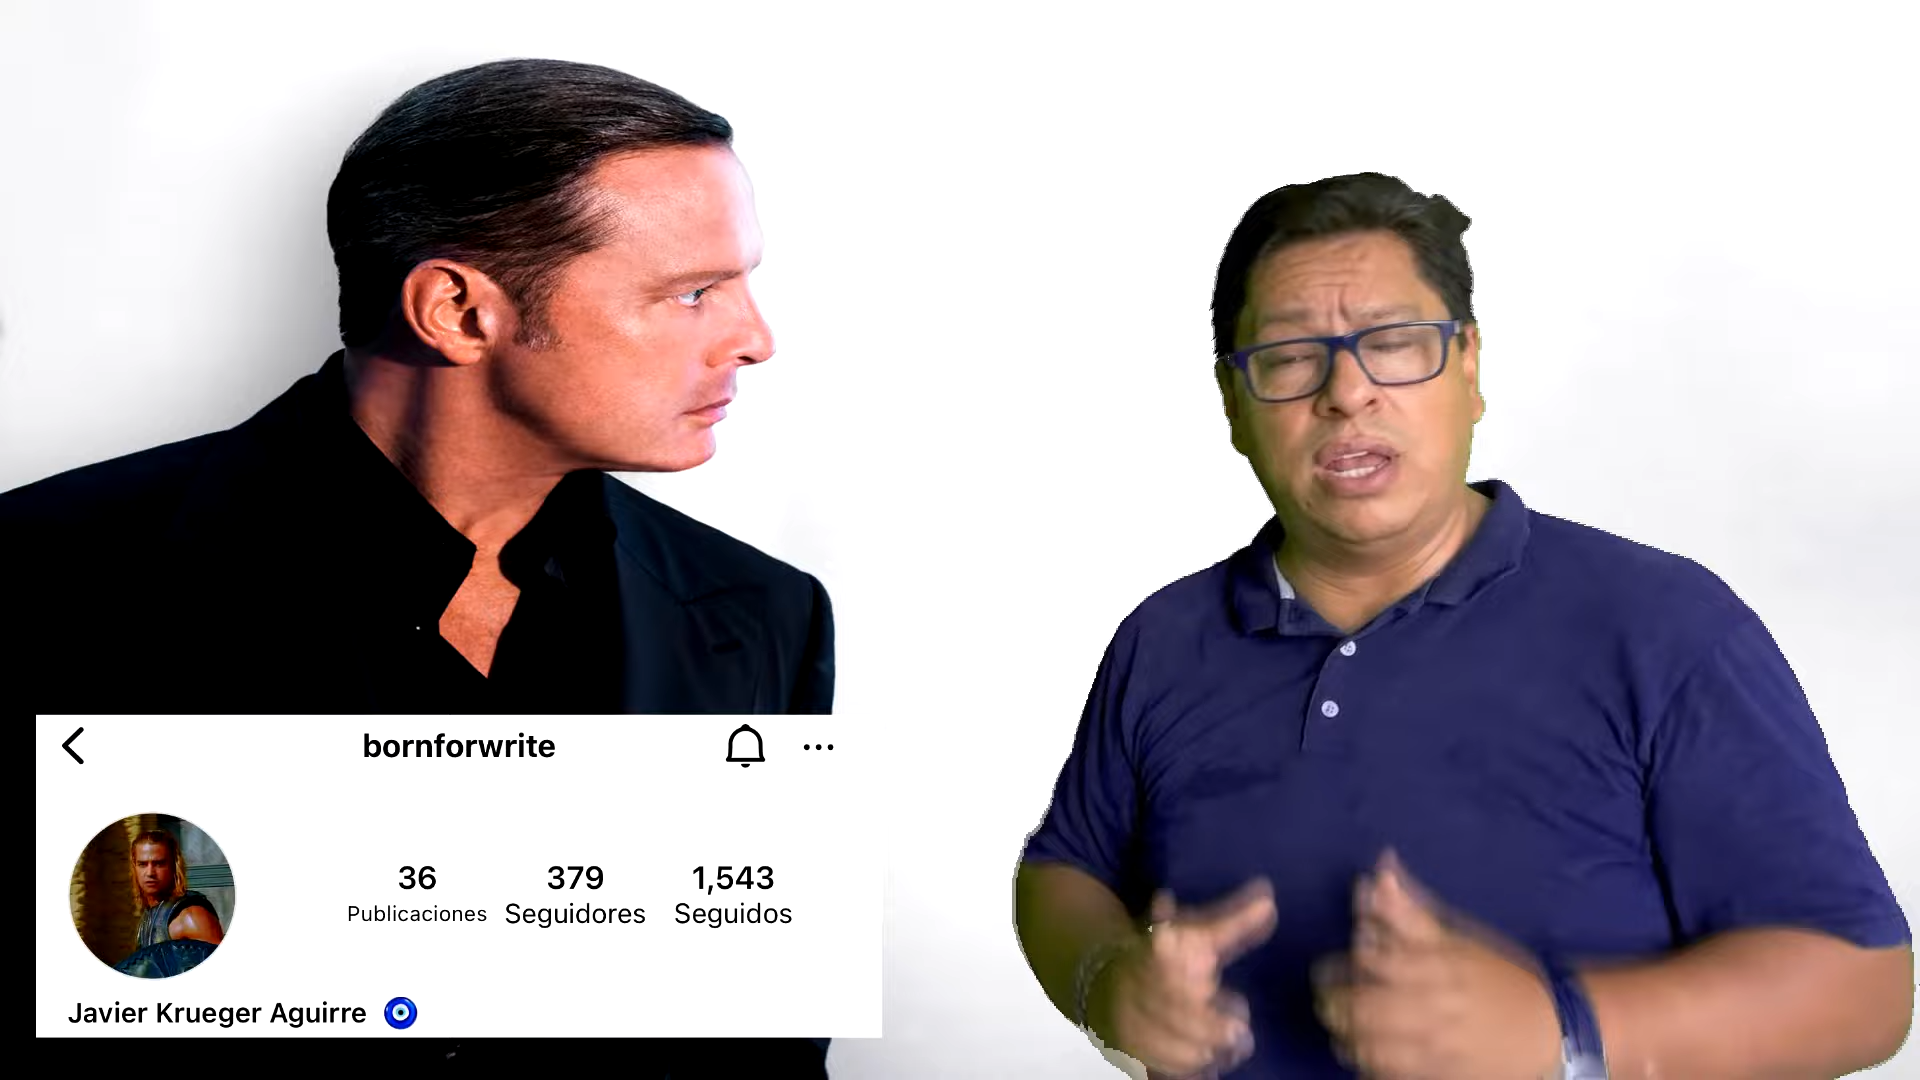 bornforwrite
36 379 1,543
Publicaciones Seguidores Seguidos
Javier Krueger Aguirre 🧿